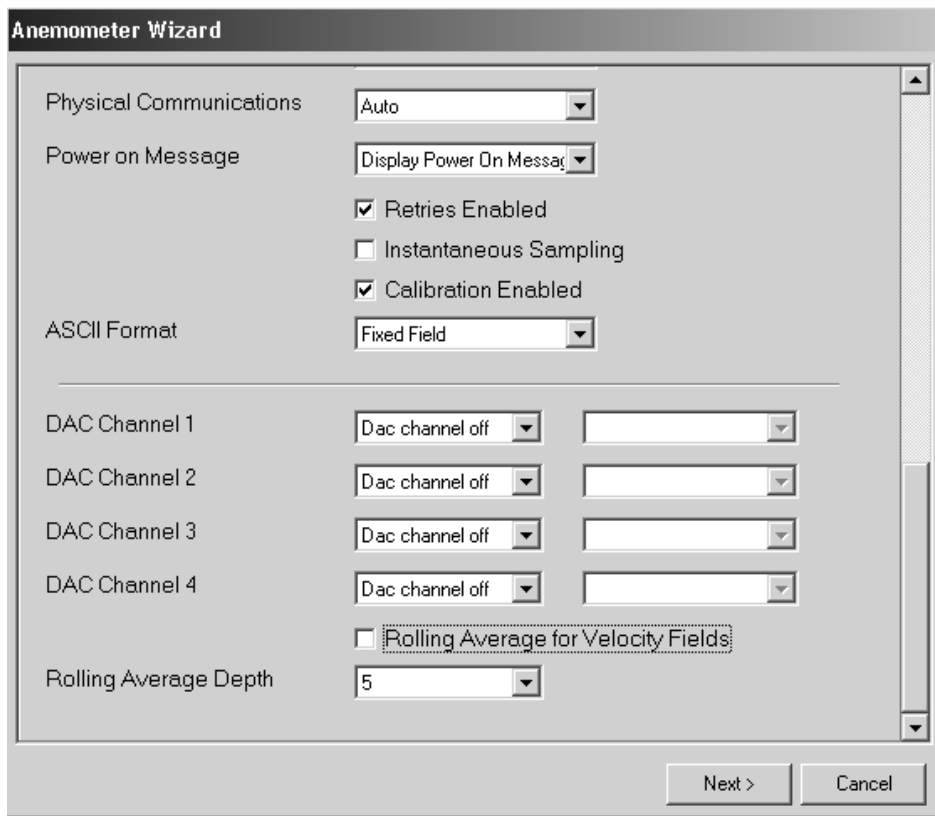 Anemometer Wizard
Physical Communications Auto
Power on Message Display Power On Messag
Retries Enabled
Instantaneous Sampling
Calibration Enabled
ASCII Format Fixed Field
DAC Channel 1 Dac channel off
DAC Channel 2 Dac channel off
DAC Channel 3 Dac channel off
DAC Channel 4 Dac channel off
Rolling Average for Velocity Fields
Rolling Average Depth 5
Next > Cancel